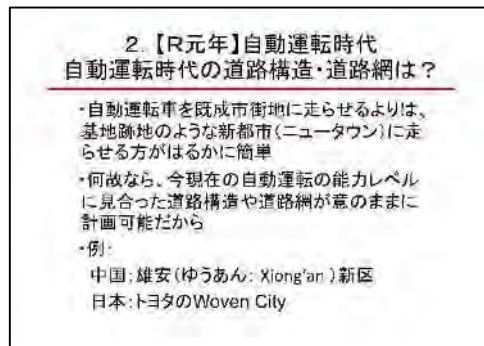 2．【R元年】自動運転時代
自動運転時代の道路構造・道路網は？
・自動運転車を既成市街地に走らせるよりは、
基地跡地のような新都市（ニュータウン）に走
らせる方がはるかに簡単
・何故なら、今現在の自動運転の能力レベル
に見合った道路構造や道路網が意のままに
計画可能だから
・例：
中国：雄安（ゆうあん: Xiong'an ）新区
日本：トヨタのWoven City